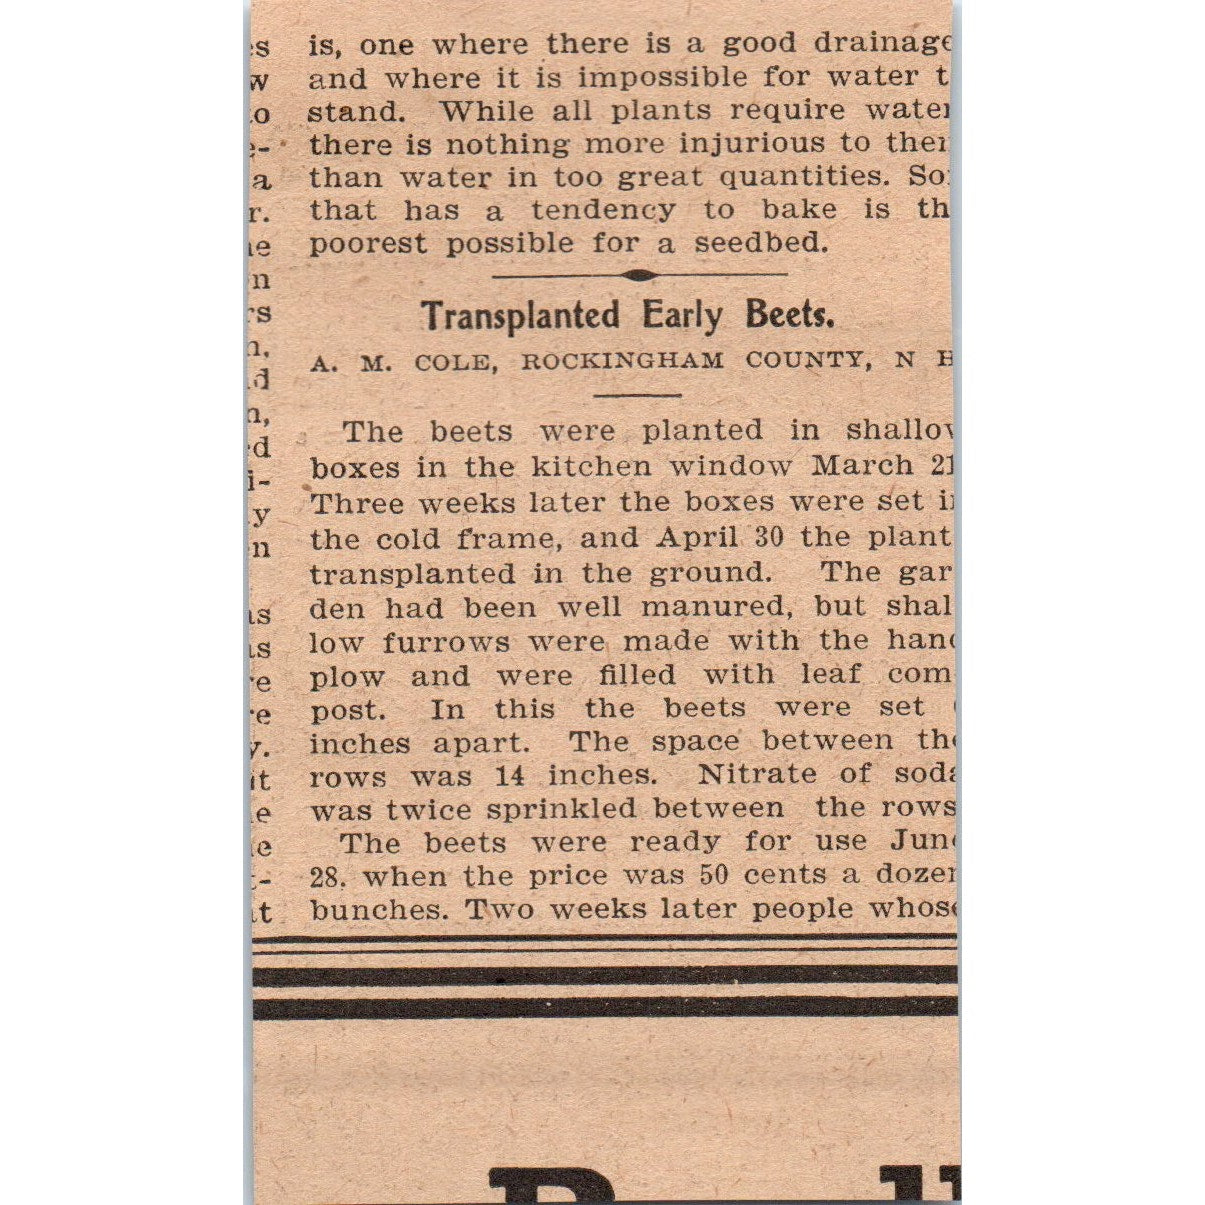 is, one where there is a good drainage
and where it is impossible for water t
stand. While all plants require water
there is nothing more injurious to
than water in too great quantities.
that has a tendency to bake is th
poorest possible for a seedbed.
Transplanted Early Beets.
A. M. COLE, ROCKINGHAM COUNTY, N H
The beets were planted in shallow
boxes in the kitchen window March 21
Three weeks later the boxes were set in
the cold frame, and April 30 the plant
transplanted in the ground. The gar
den had been well manured, but shal
low furrows were made with the hand
plow and were filled with leaf com
post. In this the beets were set
inches apart. The space between the
rows was 14 inches. Nitrate of soda
was twice sprinkled between the rows
The beets were ready for use June
28. when the price was 50 cents a dozen
bunches. Two weeks later people whose